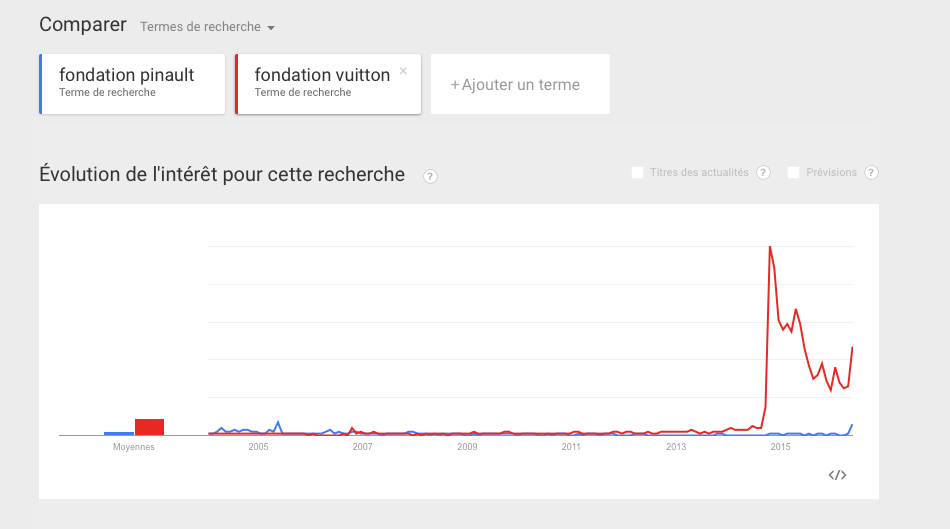 Comparer Termes de recherche
fondation pinault
Terme de recherche
fondation vuitton ×
Terme de recherche
+ Ajouter un terme
Évolution de l'intérêt pour cette recherche ?
Titres des actualités ? Prévisions ?
Moyennes 2005 2007 2009 2011 2013 2015
</>